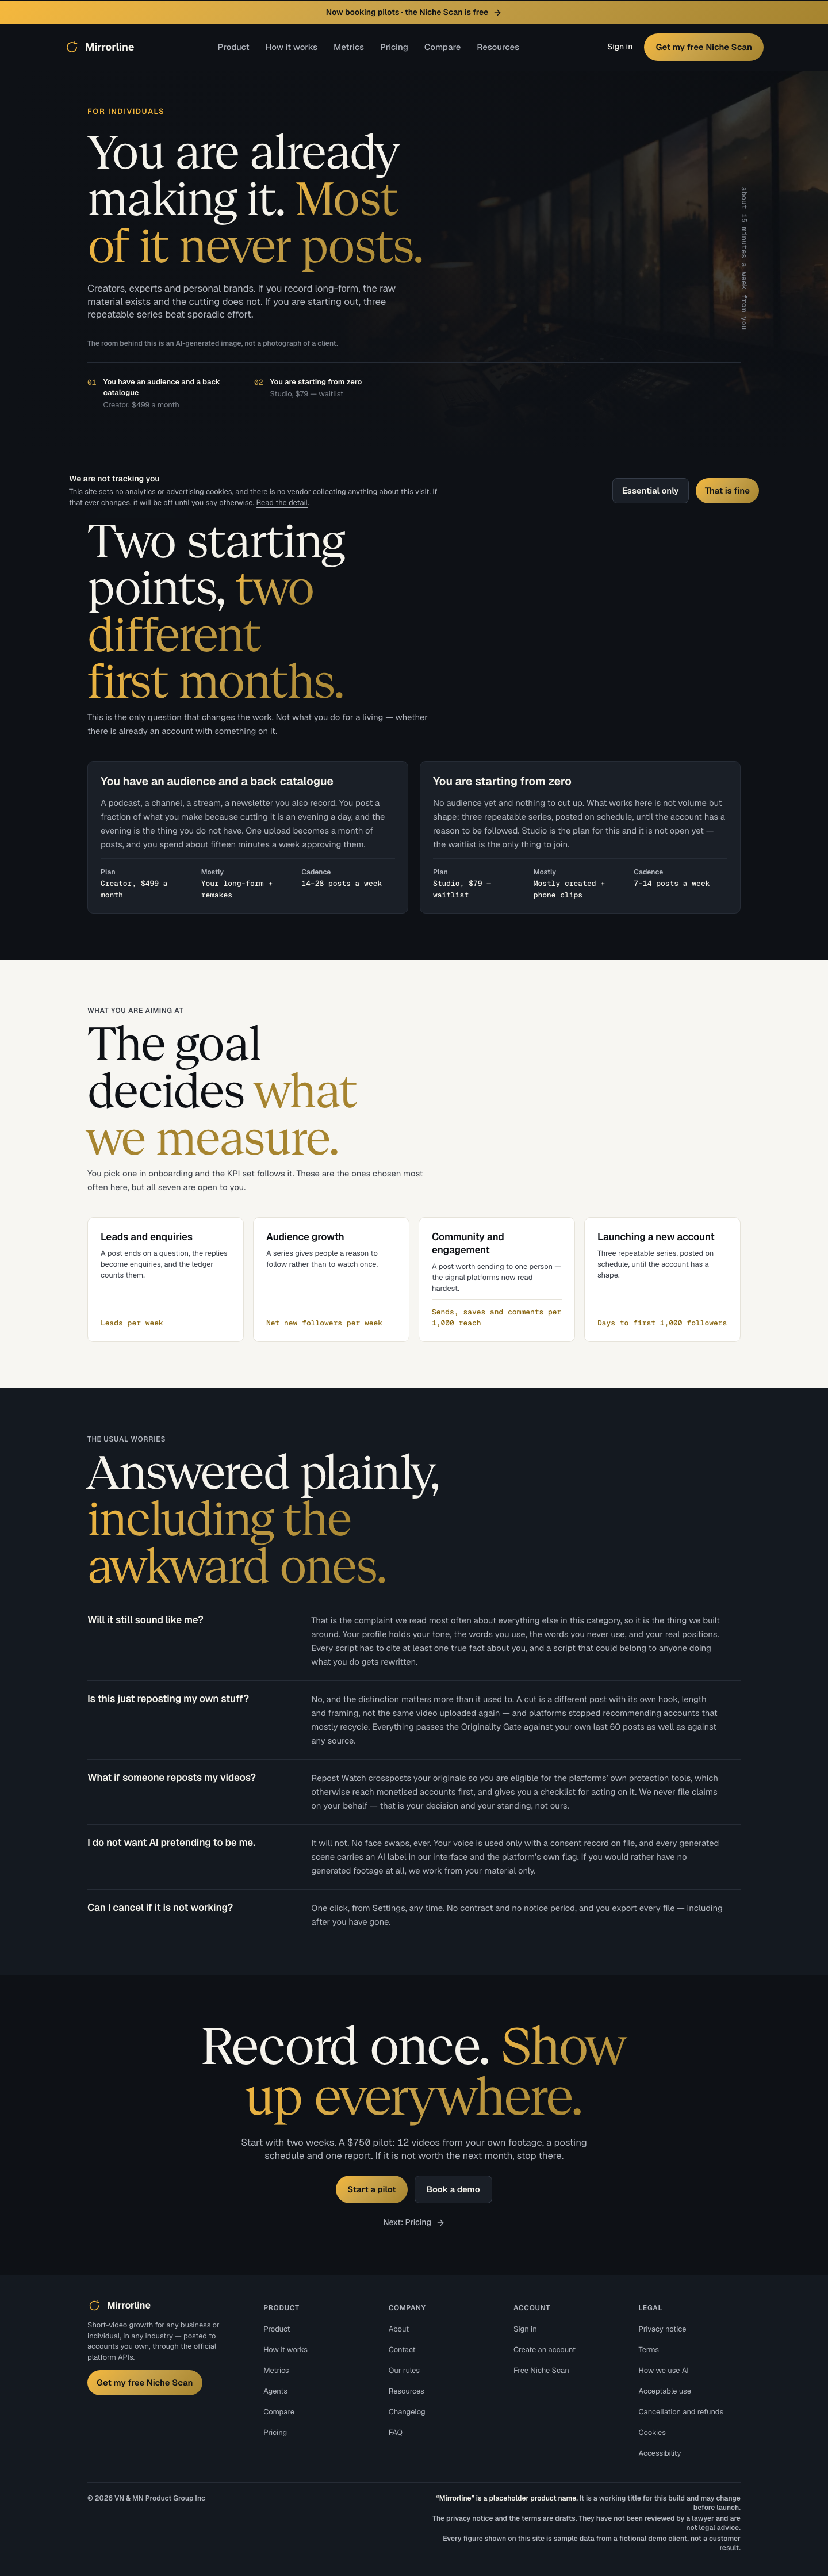 Now booking pilots · the Niche Scan is free →
Mirrorline
Product
How it works
Metrics
Pricing
Compare
Resources
Sign in
Get my free Niche Scan
FOR INDIVIDUALS
You are already
making it. Most
of it never posts.
about 15 minutes a week from you
Creators, experts and personal brands. If you record long-form, the raw
material exists and the cutting does not. If you are starting out, three
repeatable series beat sporadic effort.
The room behind this is an AI-generated image, not a photograph of a client.
01
You have an audience and a back
catalogue
Creator, $499 a month
02
You are starting from zero
Studio, $79 — waitlist
We are not tracking you
This site sets no analytics or advertising cookies, and there is no vendor collecting anything about this visit. If
that ever changes, it will be off until you say otherwise. Read the detail.
Essential only
That is fine
Two starting
points, two
different
first months.
This is the only question that changes the work. Not what you do for a living — whether
there is already an account with something on it.
You have an audience and a back catalogue
A podcast, a channel, a stream, a newsletter you also record. You post a
fraction of what you make because cutting it is an evening a day, and the
evening is the thing you do not have. One upload becomes a month of
posts, and you spend about fifteen minutes a week approving them.
Plan
Creator, $499 a
month
Mostly
Your long-form +
remakes
Cadence
14–28 posts a week
You are starting from zero
No audience yet and nothing to cut up. What works here is not volume but
shape: three repeatable series, posted on schedule, until the account has a
reason to be followed. Studio is the plan for this and it is not open yet —
the waitlist is the only thing to join.
Plan
Studio, $79 —
waitlist
Mostly
Mostly created +
phone clips
Cadence
7–14 posts a week
WHAT YOU ARE AIMING AT
The goal
decides what
we measure.
You pick one in onboarding and the KPI set follows it. These are the ones chosen most
often here, but all seven are open to you.
Leads and enquiries
A post ends on a question, the replies
become enquiries, and the ledger
counts them.
Leads per week
Audience growth
A series gives people a reason to
follow rather than to watch once.
Net new followers per week
Community and
engagement
A post worth sending to one person —
the signal platforms now read
hardest.
Sends, saves and comments per
1,000 reach
Launching a new account
Three repeatable series, posted on
schedule, until the account has a
shape.
Days to first 1,000 followers
THE USUAL WORRIES
Answered plainly,
including the
awkward ones.
Will it still sound like me?
That is the complaint we read most often about everything else in this category, so it is the thing we built
around. Your profile holds your tone, the words you use, the words you never use, and your real positions.
Every script has to cite at least one true fact about you, and a script that could belong to anyone doing
what you do gets rewritten.
Is this just reposting my own stuff?
No, and the distinction matters more than it used to. A cut is a different post with its own hook, length
and framing, not the same video uploaded again — and platforms stopped recommending accounts that
mostly recycle. Everything passes the Originality Gate against your own last 60 posts as well as against
any source.
What if someone reposts my videos?
Repost Watch crossposts your originals so you are eligible for the platforms’ own protection tools, which
otherwise reach monetised accounts first, and gives you a checklist for acting on it. We never file claims
on your behalf — that is your decision and your standing, not ours.
I do not want AI pretending to be me.
It will not. No face swaps, ever. Your voice is used only with a consent record on file, and every generated
scene carries an AI label in our interface and the platform’s own flag. If you would rather have no
generated footage at all, we work from your material only.
Can I cancel if it is not working?
One click, from Settings, any time. No contract and no notice period, and you export every file — including
after you have gone.
Record once. Show
up everywhere.
Start with two weeks. A $750 pilot: 12 videos from your own footage, a posting
schedule and one report. If it is not worth the next month, stop there.
Start a pilot
Book a demo
Next: Pricing →
Mirrorline
Short-video growth for any business or
individual, in any industry — posted to
accounts you own, through the official
platform APIs.
Get my free Niche Scan
PRODUCT
Product
How it works
Metrics
Agents
Compare
Pricing
COMPANY
About
Contact
Our rules
Resources
Changelog
FAQ
ACCOUNT
Sign in
Create an account
Free Niche Scan
LEGAL
Privacy notice
Terms
How we use AI
Acceptable use
Cancellation and refunds
Cookies
Accessibility
© 2026 VN & MN Product Group Inc
"Mirrorline" is a placeholder product name. It is a working title for this build and may change
before launch.
The privacy notice and the terms are drafts. They have not been reviewed by a lawyer and are
not legal advice.
Every figure shown on this site is sample data from a fictional demo client, not a customer
result.